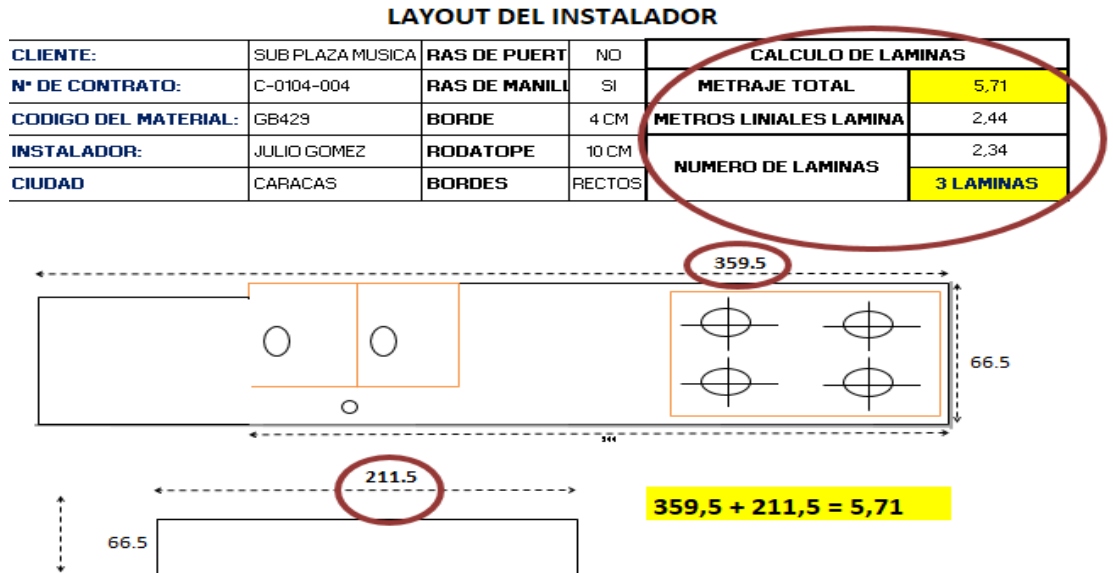 LAYOUT DEL INSTALADOR
CLIENTE: SUB PLAZA MUSICA RAS DE PUERT NO CALCULO DE LAMINAS
Nº DE CONTRATO: C-0104-004 RAS DE MANILL SI METRAJE TOTAL 5,71
CODIGO DEL MATERIAL: GB429 BORDE 4 CM METROS LINIALES LAMINA 2,44
INSTALADOR: JULIO GOMEZ RODATOPE 10 CM NUMERO DE LAMINAS 2,34
CIUDAD CARACAS BORDES RECTOS 3 LAMINAS
359.5
66.5
211.5
359,5 + 211,5 = 5,71
66.5